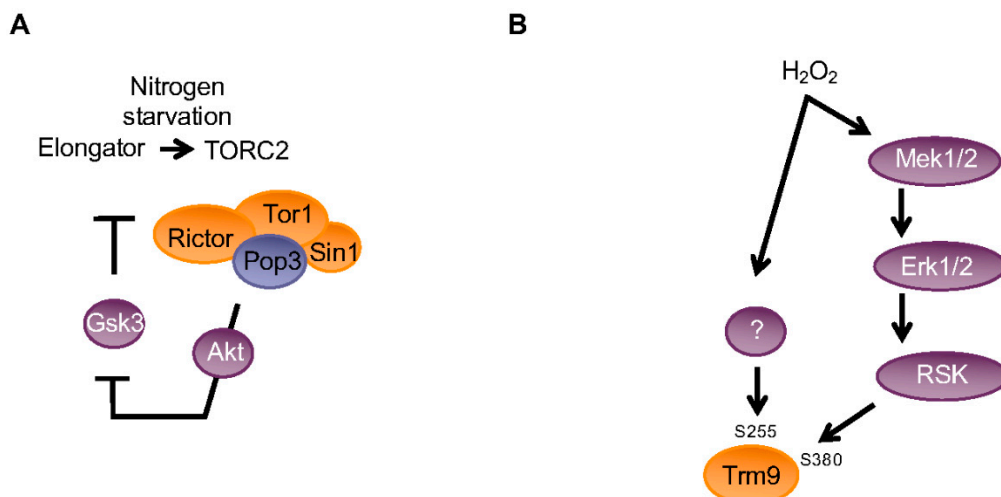 A
Nitrogen
starvation
Elongator TORC2
Tor1
Rictor
Sin1
Pop3
Gsk3
Akt
B
H₂O₂
Mek1/2
Erk1/2
?
RSK
S255
S380
Trm9